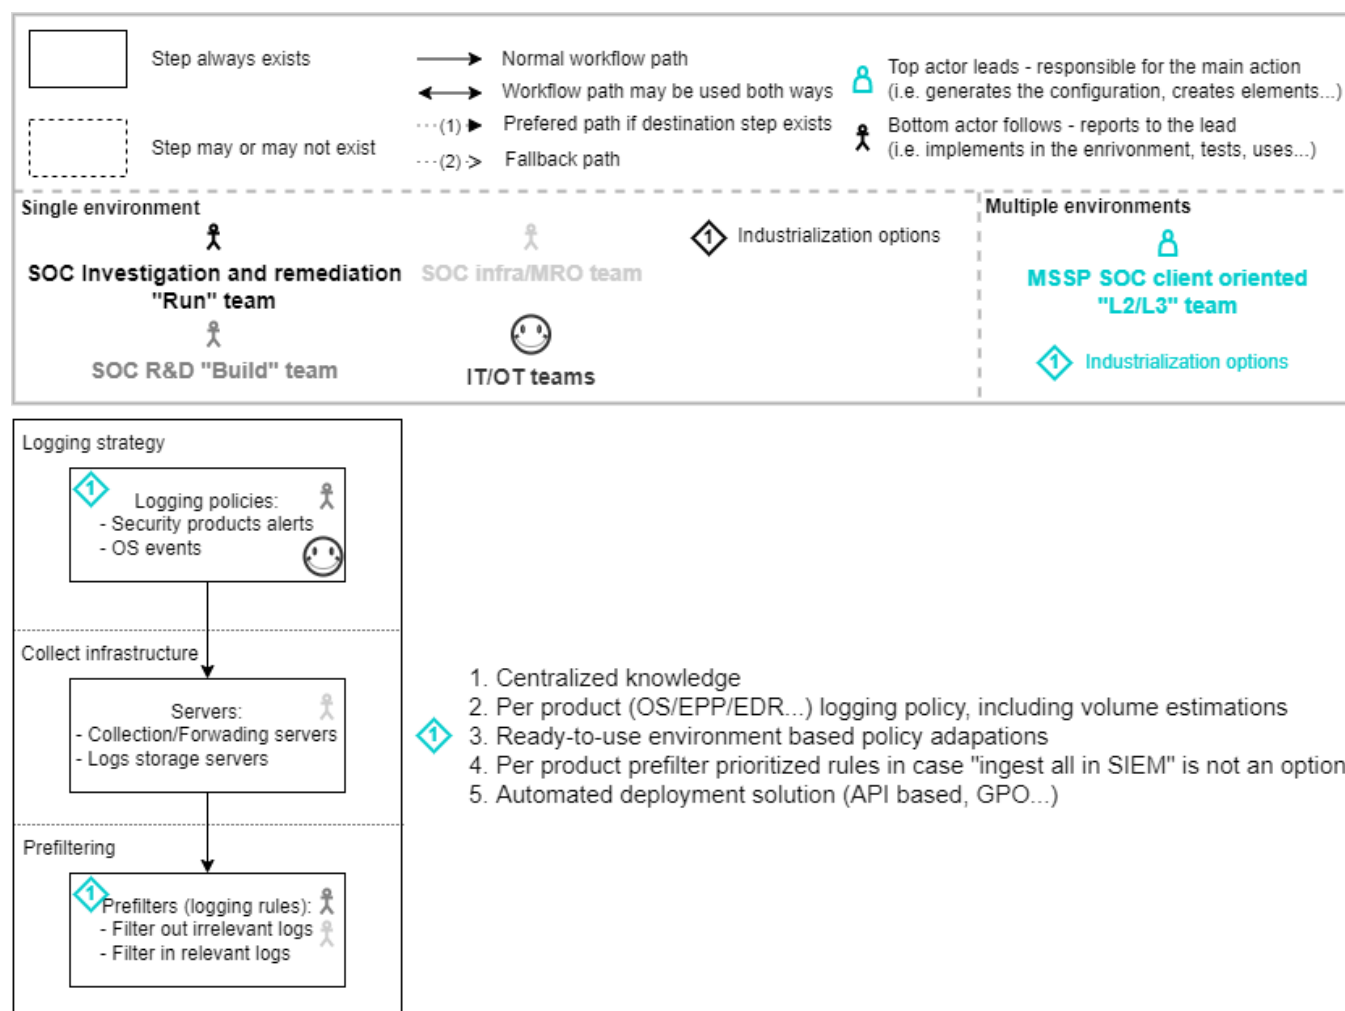 Step always exists
Normal workflow path
Workflow path may be used both ways
Top actor leads - responsible for the main action
(i.e. generates the configuration, creates elements...)
(1)
Prefered path if destination step exists
Bottom actor follows - reports to the lead
(i.e. implements in the enrivonment, tests, uses...)
Step may or may not exist
(2)
Fallback path
Single environment
SOC Investigation and remediation
"Run" team
SOC infra/MRO team
1
Industrialization options
SOC R&D "Build" team
IT/OT teams
Multiple environments
MSSP SOC client oriented
"L2/L3" team
1
Industrialization options
Logging strategy
1
Logging policies:
- Security products alerts
- OS events
Collect infrastructure
Servers:
- Collection/Forwading servers
- Logs storage servers
Prefiltering
1
Prefilters (logging rules):
- Filter out irrelevant logs
- Filter in relevant logs
1
1. Centralized knowledge
2. Per product (OS/EPP/EDR...) logging policy, including volume estimations
3. Ready-to-use environment based policy adapations
4. Per product prefilter prioritized rules in case "ingest all in SIEM" is not an option
5. Automated deployment solution (API based, GPO...)